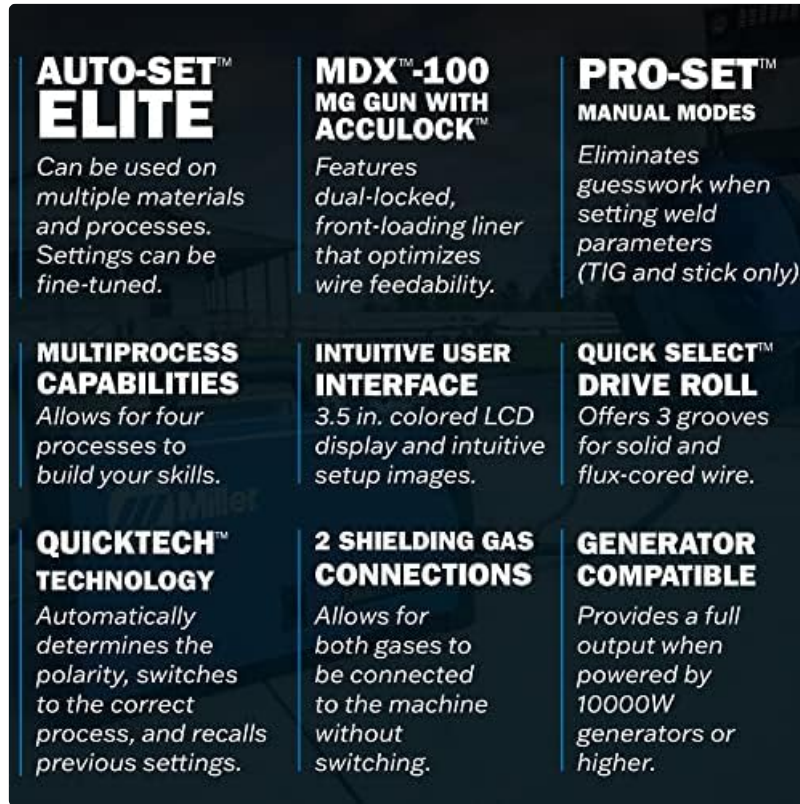 AUTO-SET™
ELITE
Can be used on
multiple materials
and processes.
Settings can be
fine-tuned.
MDX™-100
MG GUN WITH
ACCULOCK™
Features
dual-locked,
front-loading liner
that optimizes
wire feedability.
PRO-SET™
MANUAL MODES
Eliminates
guesswork when
setting weld
parameters
(TIG and stick only)
MULTIPROCESS
CAPABILITIES
Allows for four
processes to
build your skills.
INTUITIVE USER
INTERFACE
3.5 in. colored LCD
display and intuitive
setup images.
QUICK SELECT™
DRIVE ROLL
Offers 3 grooves
for solid and
flux-cored wire.
Miller
QUICKTECH™
TECHNOLOGY
Automatically
determines the
polarity, switches
to the correct
process, and recalls
previous settings.
2 SHIELDING GAS
CONNECTIONS
Allows for
both gases to
be connected
to the machine
without
switching.
GENERATOR
COMPATIBLE
Provides a full
output when
powered by
10000W
generators or
higher.